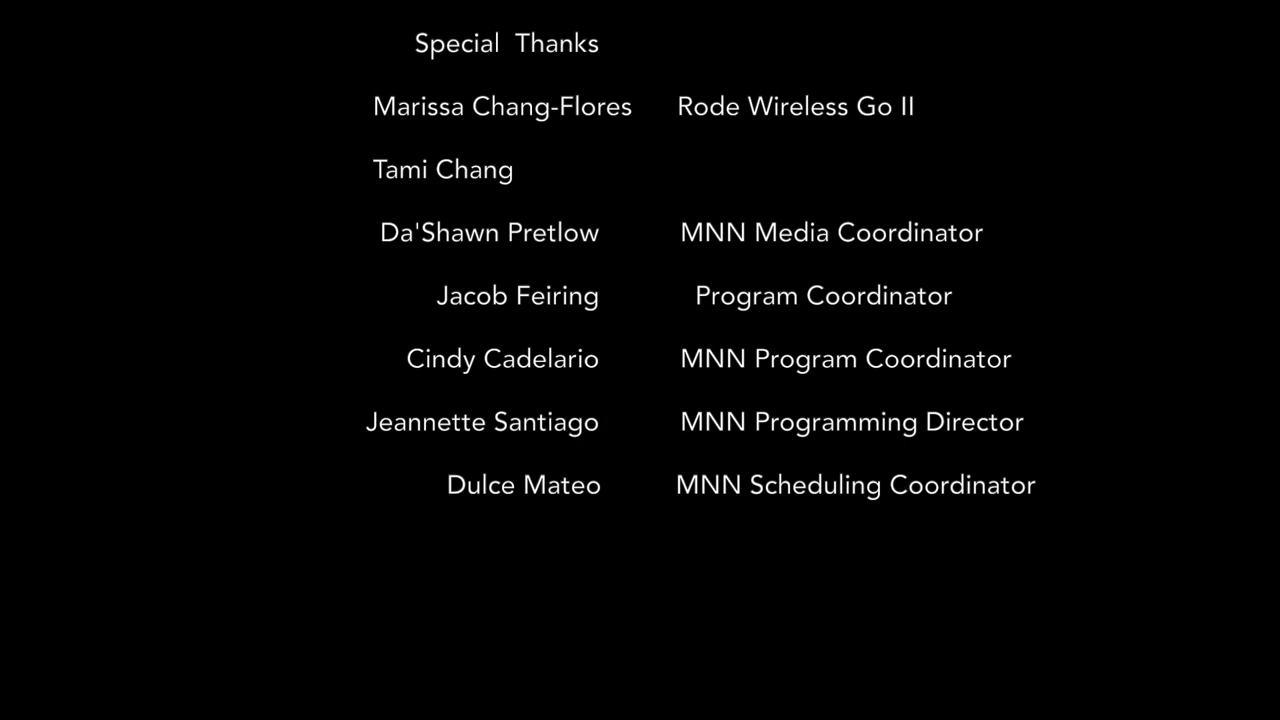 Special Thanks
Marissa Chang-Flores Rode Wireless Go II
Tami Chang
Da'Shawn Pretlow MNN Media Coordinator
Jacob Feiring Program Coordinator
Cindy Cadelario MNN Program Coordinator
Jeannette Santiago MNN Programming Director
Dulce Mateo MNN Scheduling Coordinator